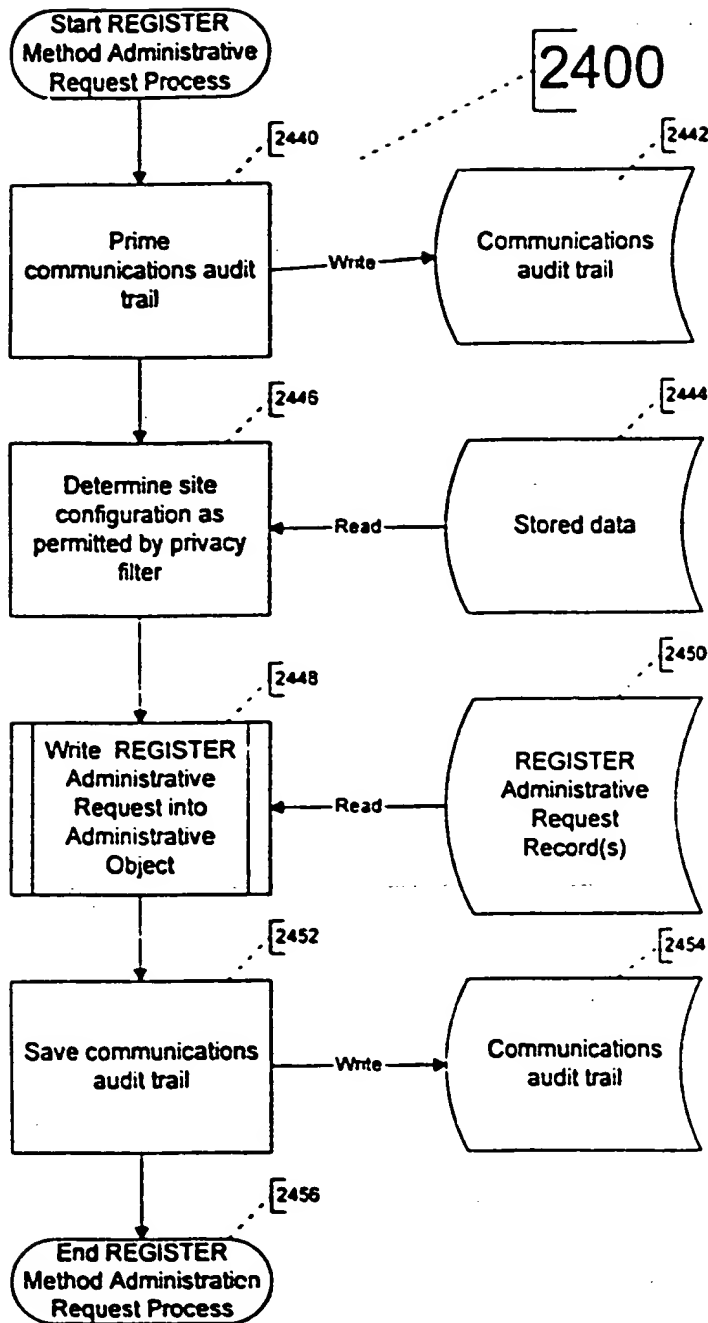 Start REGISTER
Method Administrative
Request Process
2400
2440
2442
Prime
communications audit
trail
Write
Communications
audit trail
2446
2444
Determine site
configuration as
permitted by privacy
filter
Read
Stored data
2448
2450
Write REGISTER
Administrative
Request into
Administrative
Object
Read
REGISTER
Administrative
Request
Record(s)
2452
2454
Save communications
audit trail
Write
Communications
audit trail
2456
End REGISTER
Method Administration
Request Process